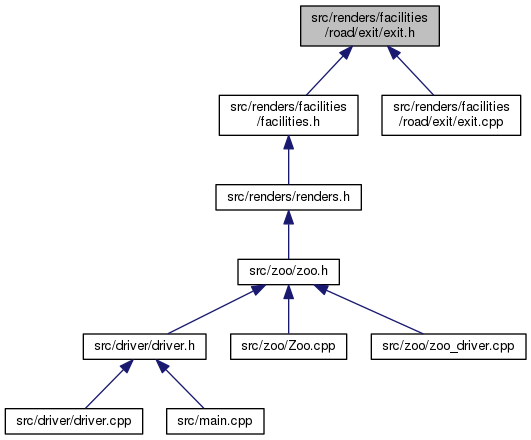 src/renders/facilities
/road/exit/exit.h
src/renders/facilities
/facilities.h
src/renders/facilities
/road/exit/exit.cpp
src/renders/renders.h
src/zoo/zoo.h
src/driver/driver.h
src/zoo/Zoo.cpp
src/zoo/zoo_driver.cpp
src/driver/driver.cpp
src/main.cpp